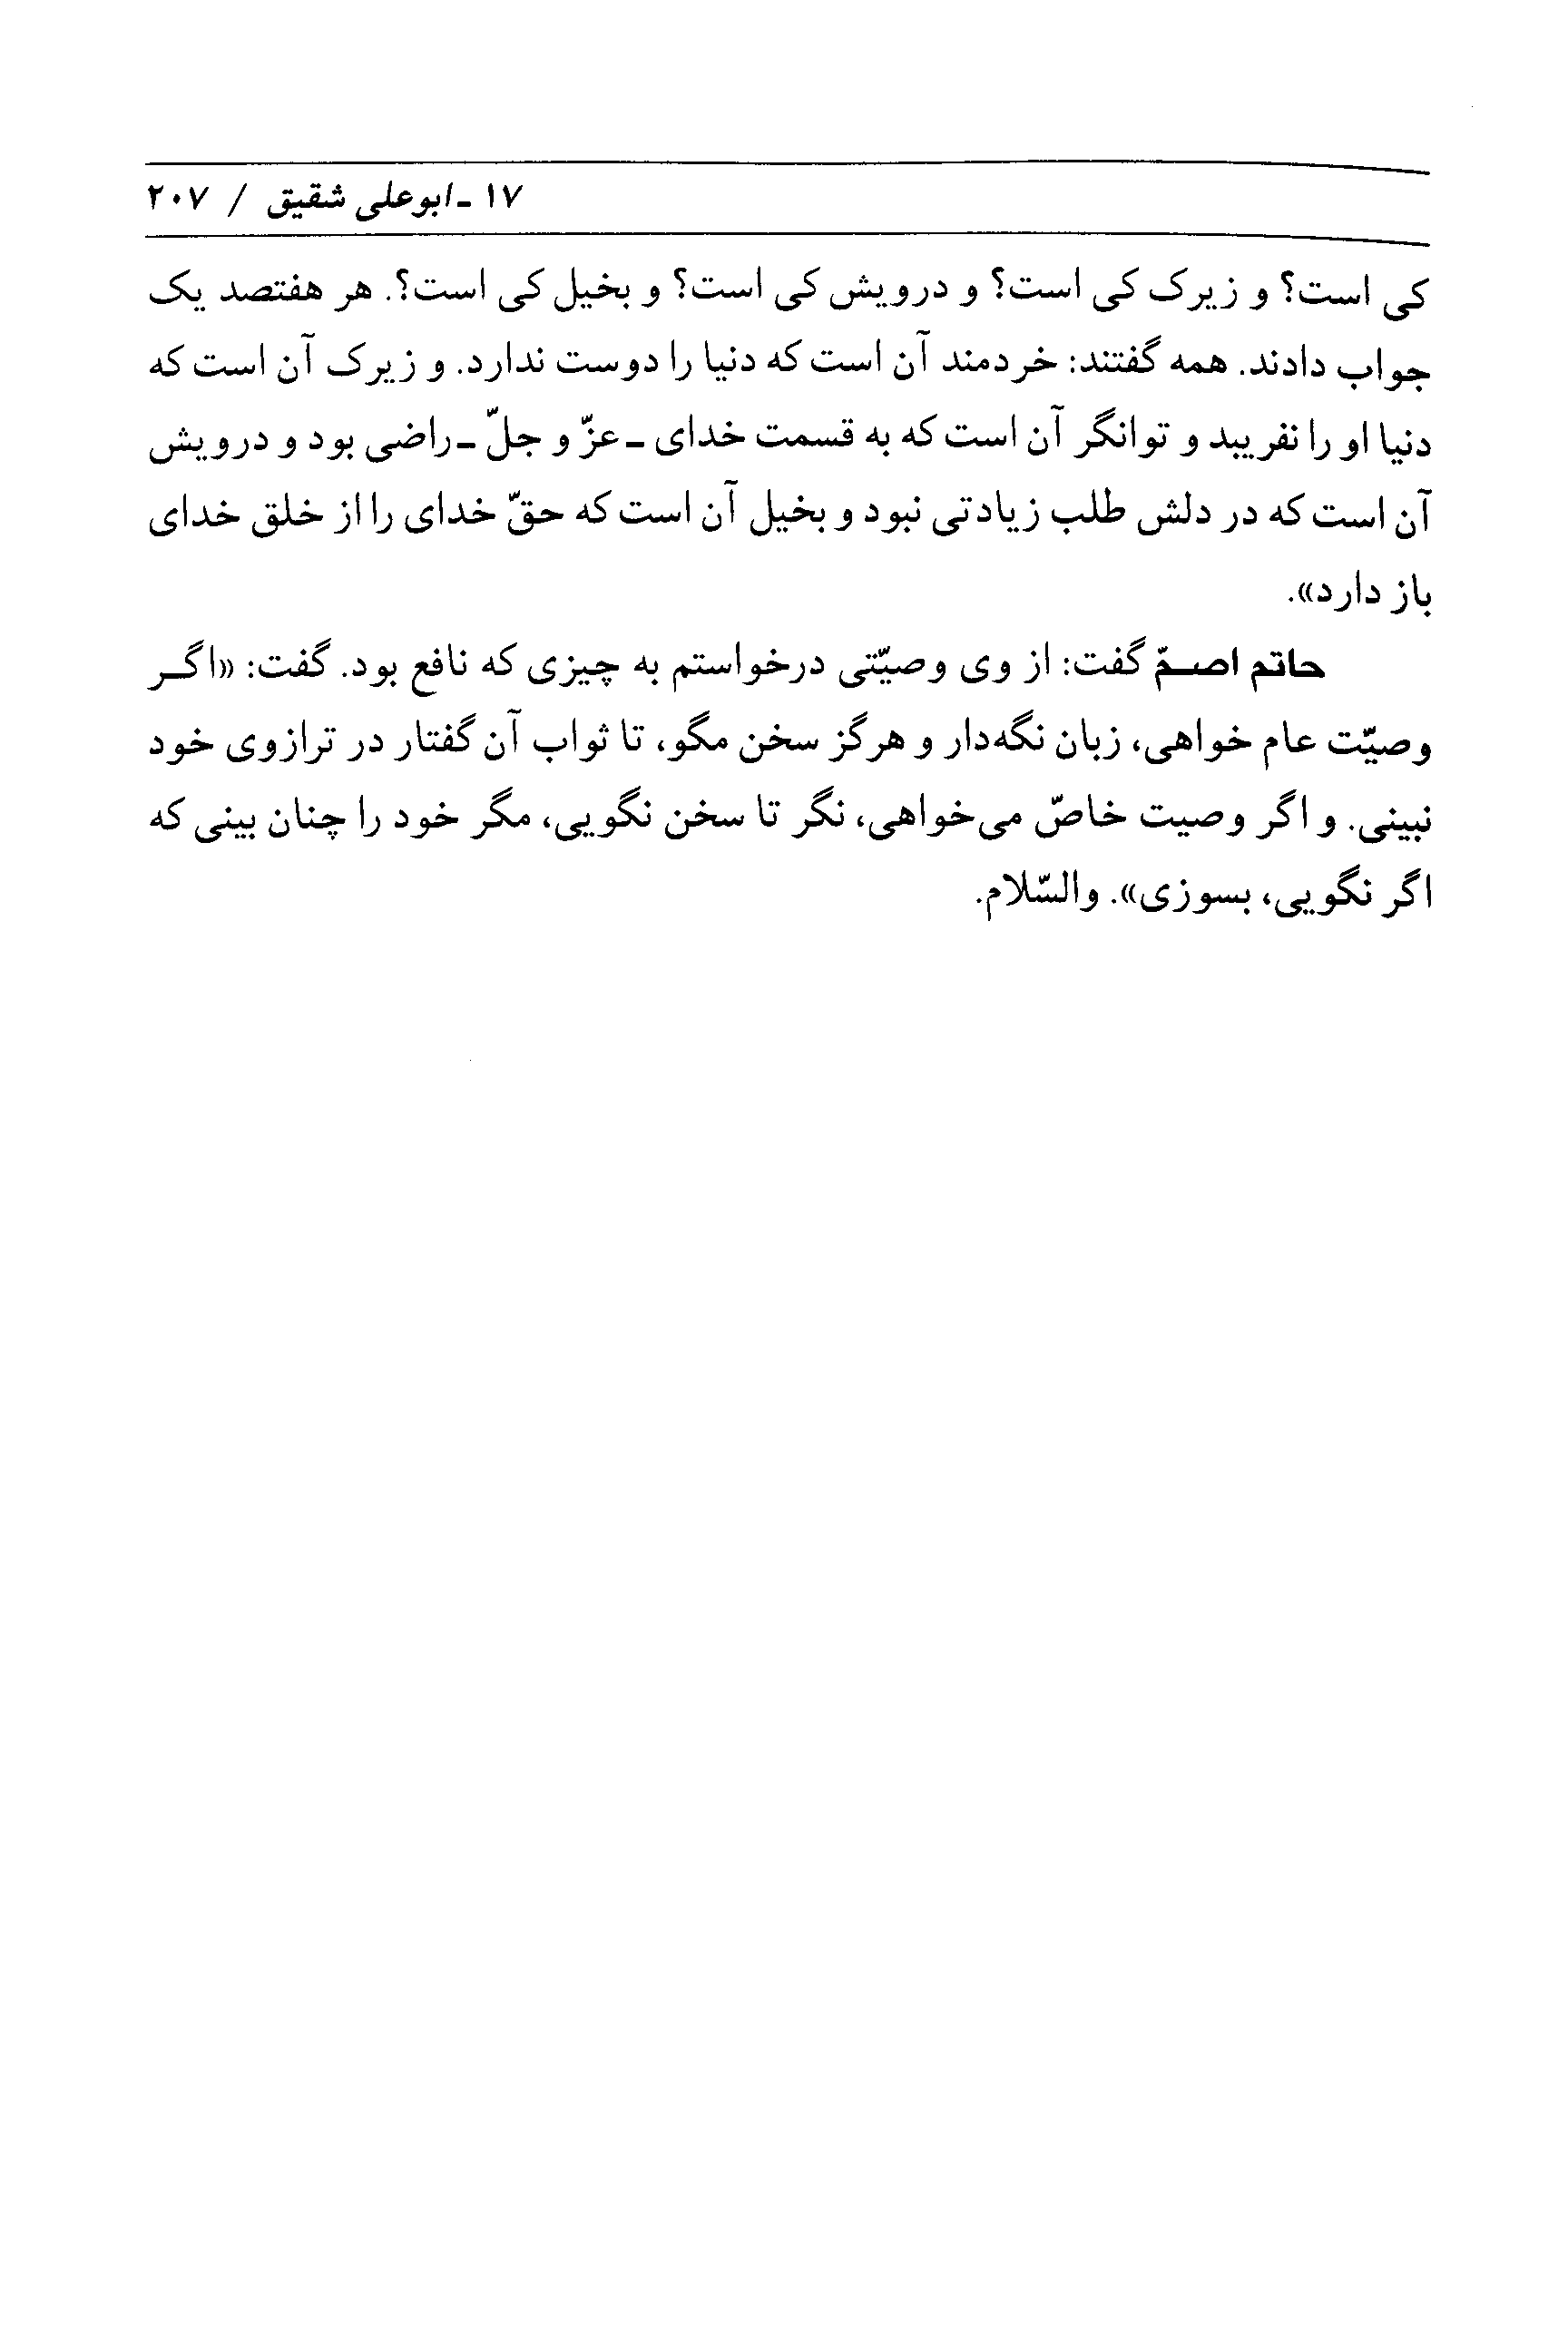 ۱۷ ـ ابوعلی شقیق / ۲۰۷
کی است؟ و زیرک کی است؟ و درویش کی است؟ و بخیل کی است؟. هر هفتصد یک
جواب دادند. همه گفتند: خردمند آن است که دنیا را دوست ندارد. و زیرک آن است که
دنیا او را نفریبد و توانگر آن است که به قسمت خدای ـ عزّ و جلّ ـ راضی بود و درویش
آن است که در دلش طلب زیادتی نبود و بخیل آن است که حقّ خدای را از خلق خدای
باز دارد».
حاتم اصـمّ گفت: از وی وصیّتی درخواستم به چیزی که نافع بود. گفت: «اگـر
وصیّت عام خواهی، زبان نگه‌دار و هرگز سخن مگو، تا ثواب آن گفتار در ترازوی خود
نبینی. و اگر وصیت خاصّ می‌خواهی، نگر تا سخن نگویی، مگر خود را چنان بینی که
اگر نگویی، بسوزی». والسّلام.